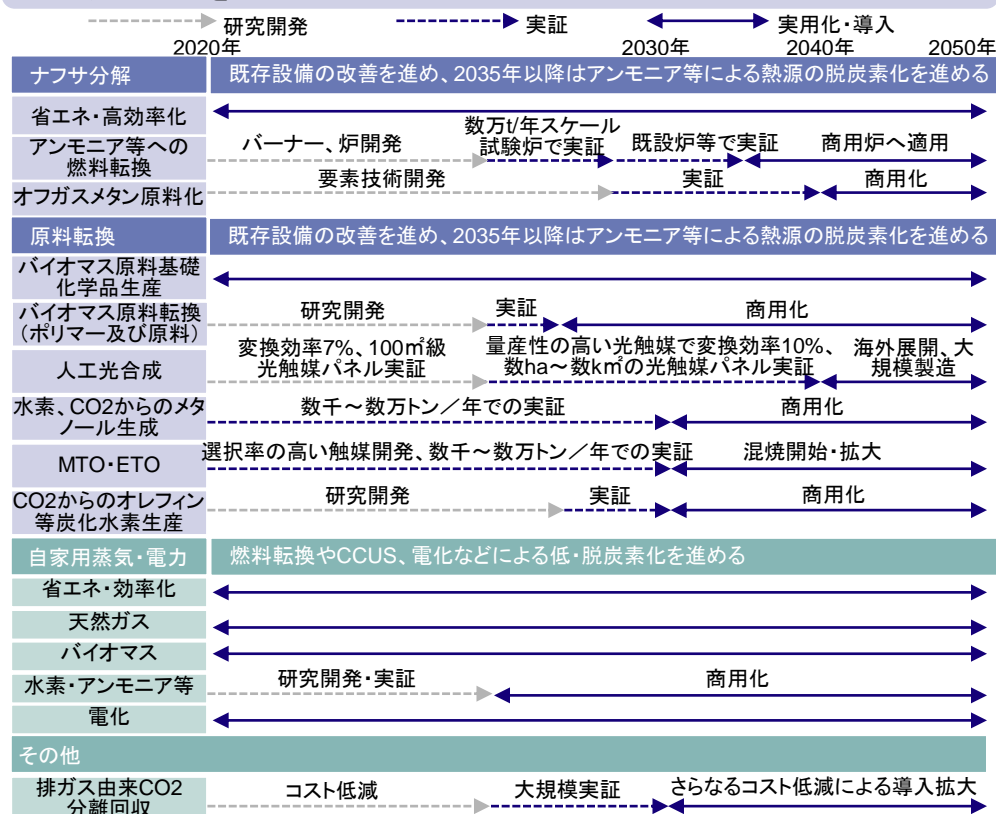 研究開発 実証 実用化・導入
2020年 2030年 2040年 2050年
ナフサ分解 既存設備の改善を進め、2035年以降はアンモニア等による熱源の脱炭素化を進める
省エネ・高効率化
アンモニア等への
燃料転換
バーナー、炉開発
数万t/年スケール
試験炉で実証
既設炉等で実証
商用炉へ適用
オフガスメタン原料化
要素技術開発
実証
商用化
原料転換 既存設備の改善を進め、2035年以降はアンモニア等による熱源の脱炭素化を進める
バイオマス原料基礎
化学品生産
バイオマス原料転換
（ポリマー及び原料）
研究開発
実証
商用化
人工光合成
変換効率7%、100㎡級
光触媒パネル実証
量産性の高い光触媒で変換効率10%、
数ha～数k㎡の光触媒パネル実証
海外展開、大
規模製造
水素、CO2からのメタ
ノール生成
数千～数万トン／年での実証
商用化
MTO・ETO
選択率の高い触媒開発、数千～数万トン／年での実証
混焼開始・拡大
CO2からのオレフィン
等炭化水素生産
研究開発
実証
商用化
自家用蒸気・電力 燃料転換やCCUS、電化などによる低・脱炭素化を進める
省エネ・効率化
天然ガス
バイオマス
水素・アンモニア等
研究開発・実証
商用化
電化
その他
排ガス由来CO2
分離回収
コスト低減
大規模実証
さらなるコスト低減による導入拡大